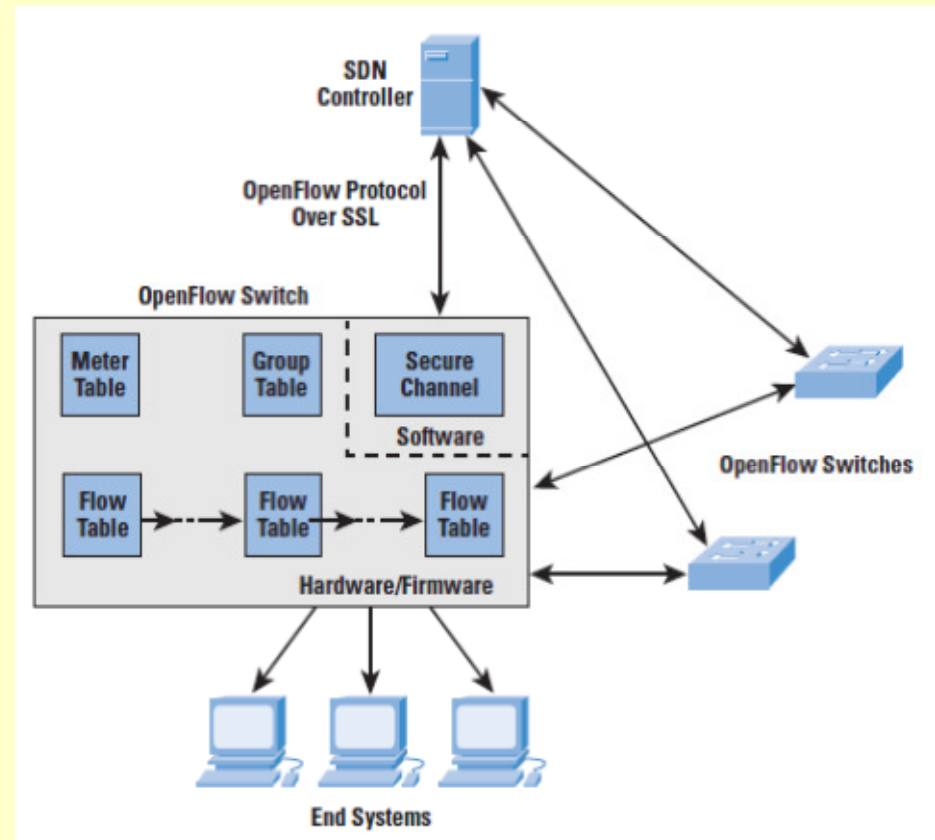 SDN
Controller
OpenFlow Protocol
Over SSL
OpenFlow Switch
Meter
Table
Group
Table
Secure
Channel
Software
OpenFlow Switches
Flow
Table
Flow
Table
Flow
Table
Hardware/Firmware
End Systems